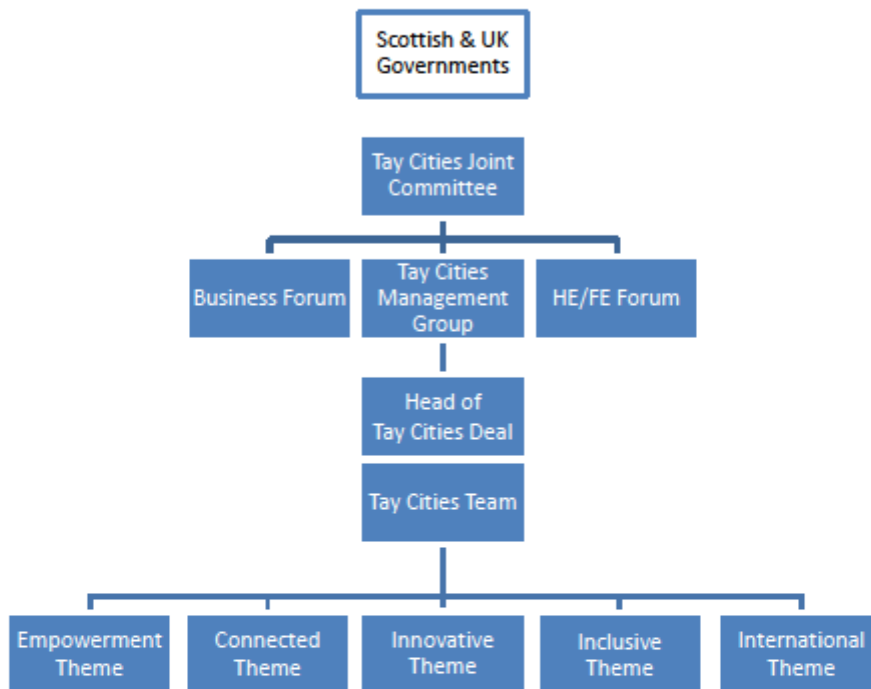 Scottish & UK
Governments
Tay Cities Joint
Committee
Business Forum
Tay Cities
Management
Group
HE/FE Forum
Head of
Tay Cities Deal
Tay Cities Team
Empowerment
Theme
Connected
Theme
Innovative
Theme
Inclusive
Theme
International
Theme